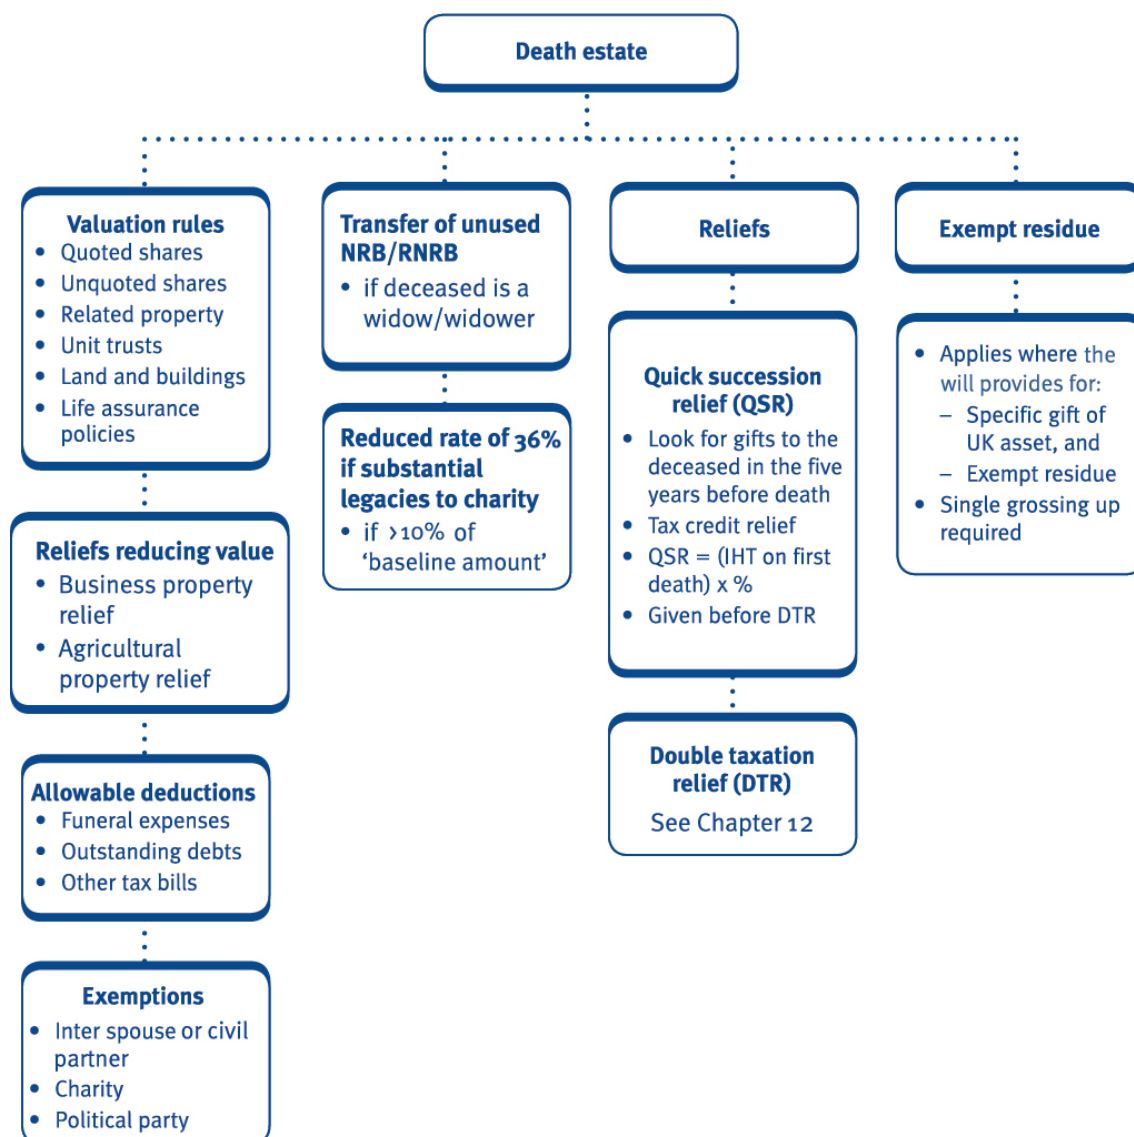 Death estate
Valuation rules
• Quoted shares
• Unquoted shares
• Related property
• Unit trusts
• Land and buildings
• Life assurance
policies
Reliefs reducing value
• Business property
relief
• Agricultural
property relief
Allowable deductions
• Funeral expenses
• Outstanding debts
• Other tax bills
Exemptions
• Inter spouse or civil
partner
• Charity
• Political party
Transfer of unused
NRB/RNRB
• if deceased is a
widow/widower
Reduced rate of 36%
if substantial
legacies to charity
• if >10% of
‘baseline amount’
Reliefs
Quick succession
relief (QSR)
• Look for gifts to the
deceased in the five
years before death
• Tax credit relief
• QSR = (IHT on first
death) x %
• Given before DTR
Double taxation
relief (DTR)
See Chapter 12
Exempt residue
• Applies where the
will provides for:
– Specific gift of
UK asset, and
– Exempt residue
• Single grossing up
required